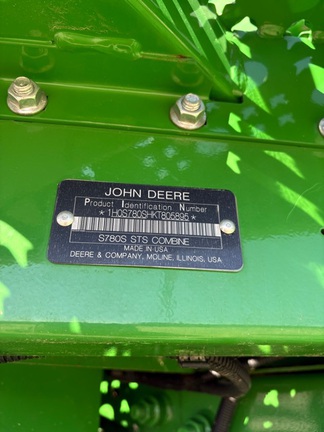 JOHN DEERE
Product Identification Number
*1H0S780SHKT805895*
S780S STS COMBINE
MADE IN USA
DEERE & COMPANY, MOLINE, ILLINOIS, USA